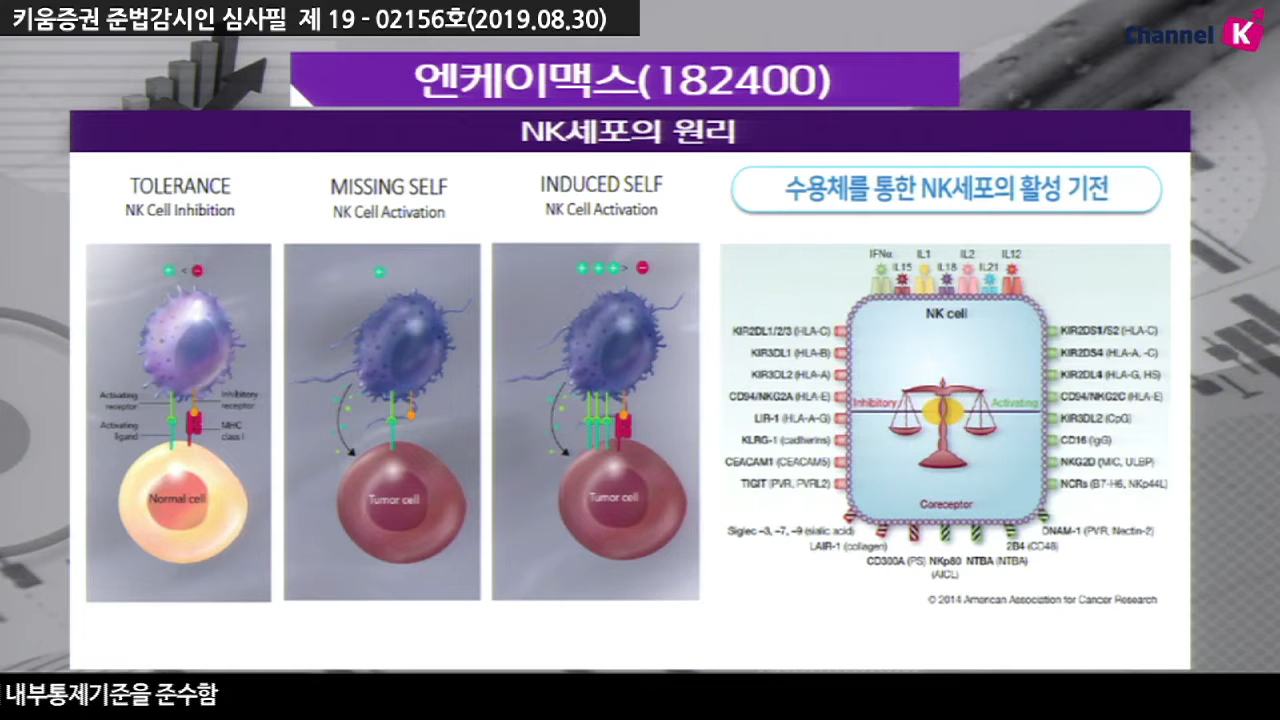 키움증권 준법감시인 심사필 제 19 - 02156호(2019.08.30)
Channel K
엔케이맥스(182400)
NK세포의 원리
TOLERANCE
NK Cell Inhibition
MISSING SELF
NK Cell Activation
INDUCED SELF
NK Cell Activation
수용체를 통한 NK세포의 활성 기전
Activating receptor
Inhibitory receptor
Activating ligand
MHC class I
Normal cell
Tumor cell
Tumor cell
IFNα IL1 IL2 IL12
IL15 IL18 IL21
NK cell
KIR2DL1/2/3 (HLA-C)
KIR3DL1 (HLA-B)
KIR3DL2 (HLA-A)
CD94/NKG2A (HLA-E)
LIR-1 (HLA-A-G)
KLRG-1 (cadherins)
CEACAM1 (CEACAM5)
TIGIT (PVR, PVRL2)
Inhibitory
Activating
Coreceptor
KIR2DS1/S2 (HLA-C)
KIR2DS4 (HLA-A, -C)
KIR2DL4 (HLA-G, HS)
CD94/NKG2C (HLA-E)
KIR3DL2 (CpG)
CD16 (IgG)
NKG2D (MIC, ULBP)
NCRs (B7-H6, NKp44L)
Siglec -3, -7, -9 (sialic acid)
DNAM-1 (PVR, Nectin-2)
LAIR-1 (collagen)
2B4 (CD48)
CD300A (PS) NKp80 NTBA (NTBA)
(AICL)
© 2014 American Association for Cancer Research
내부통제기준을 준수함